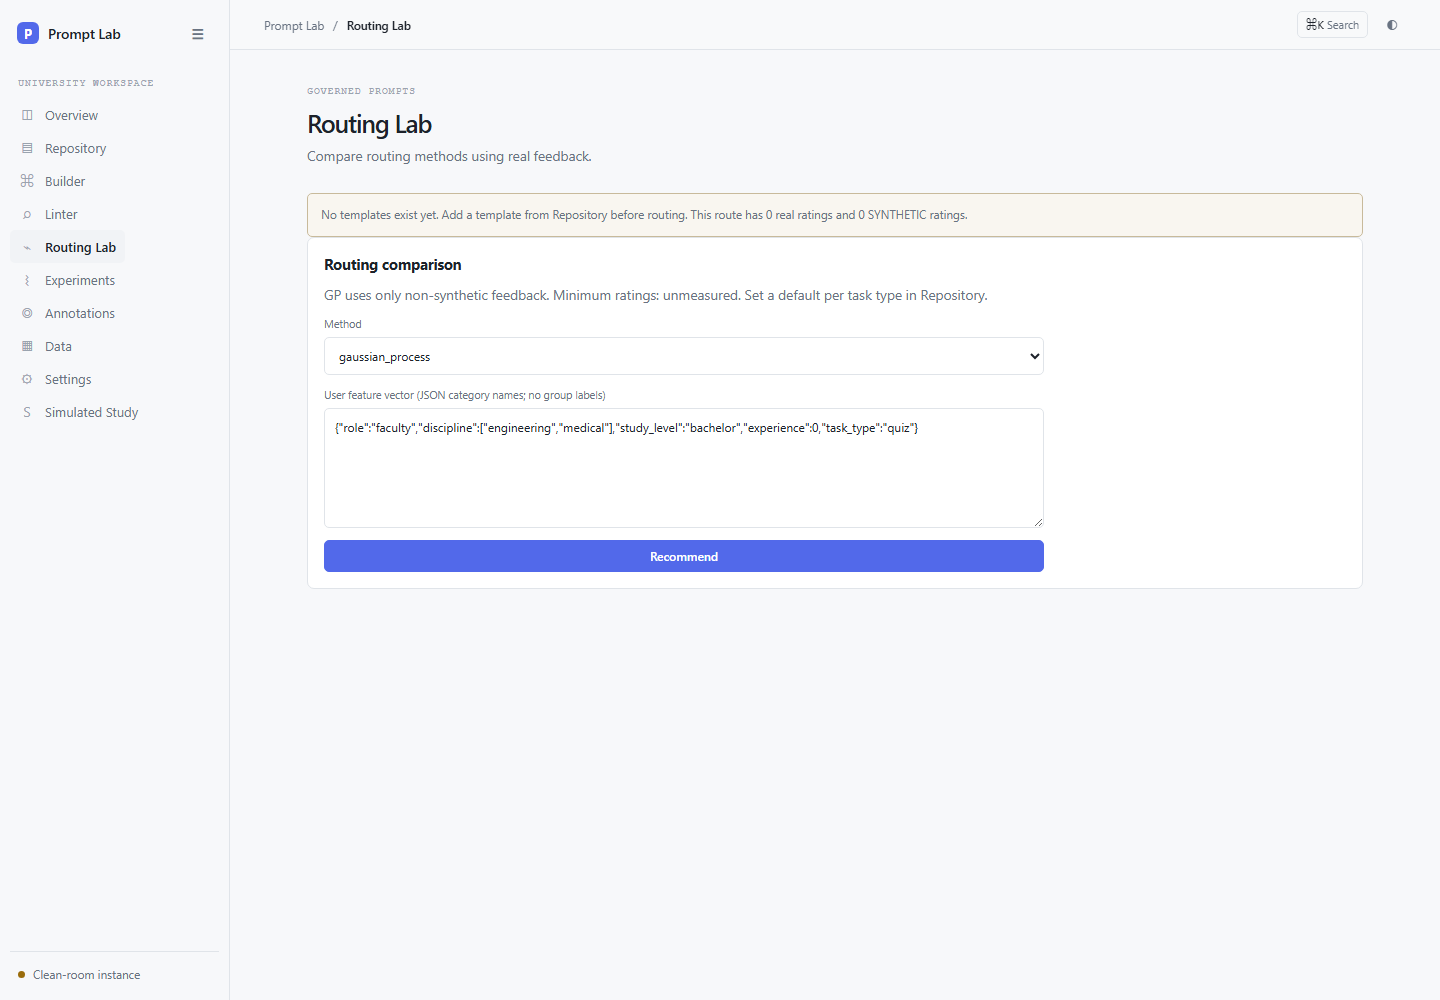 P Prompt Lab
UNIVERSITY WORKSPACE
Overview
Repository
Builder
Linter
Routing Lab
Experiments
Annotations
Data
Settings
S Simulated Study
Clean-room instance
Prompt Lab / Routing Lab
⌘K Search
GOVERNED PROMPTS
Routing Lab
Compare routing methods using real feedback.
No templates exist yet. Add a template from Repository before routing. This route has 0 real ratings and 0 SYNTHETIC ratings.
Routing comparison
GP uses only non-synthetic feedback. Minimum ratings: unmeasured. Set a default per task type in Repository.
Method
gaussian_process
User feature vector (JSON category names; no group labels)
{"role":"faculty","discipline":["engineering","medical"],"study_level":"bachelor","experience":0,"task_type":"quiz"}
Recommend